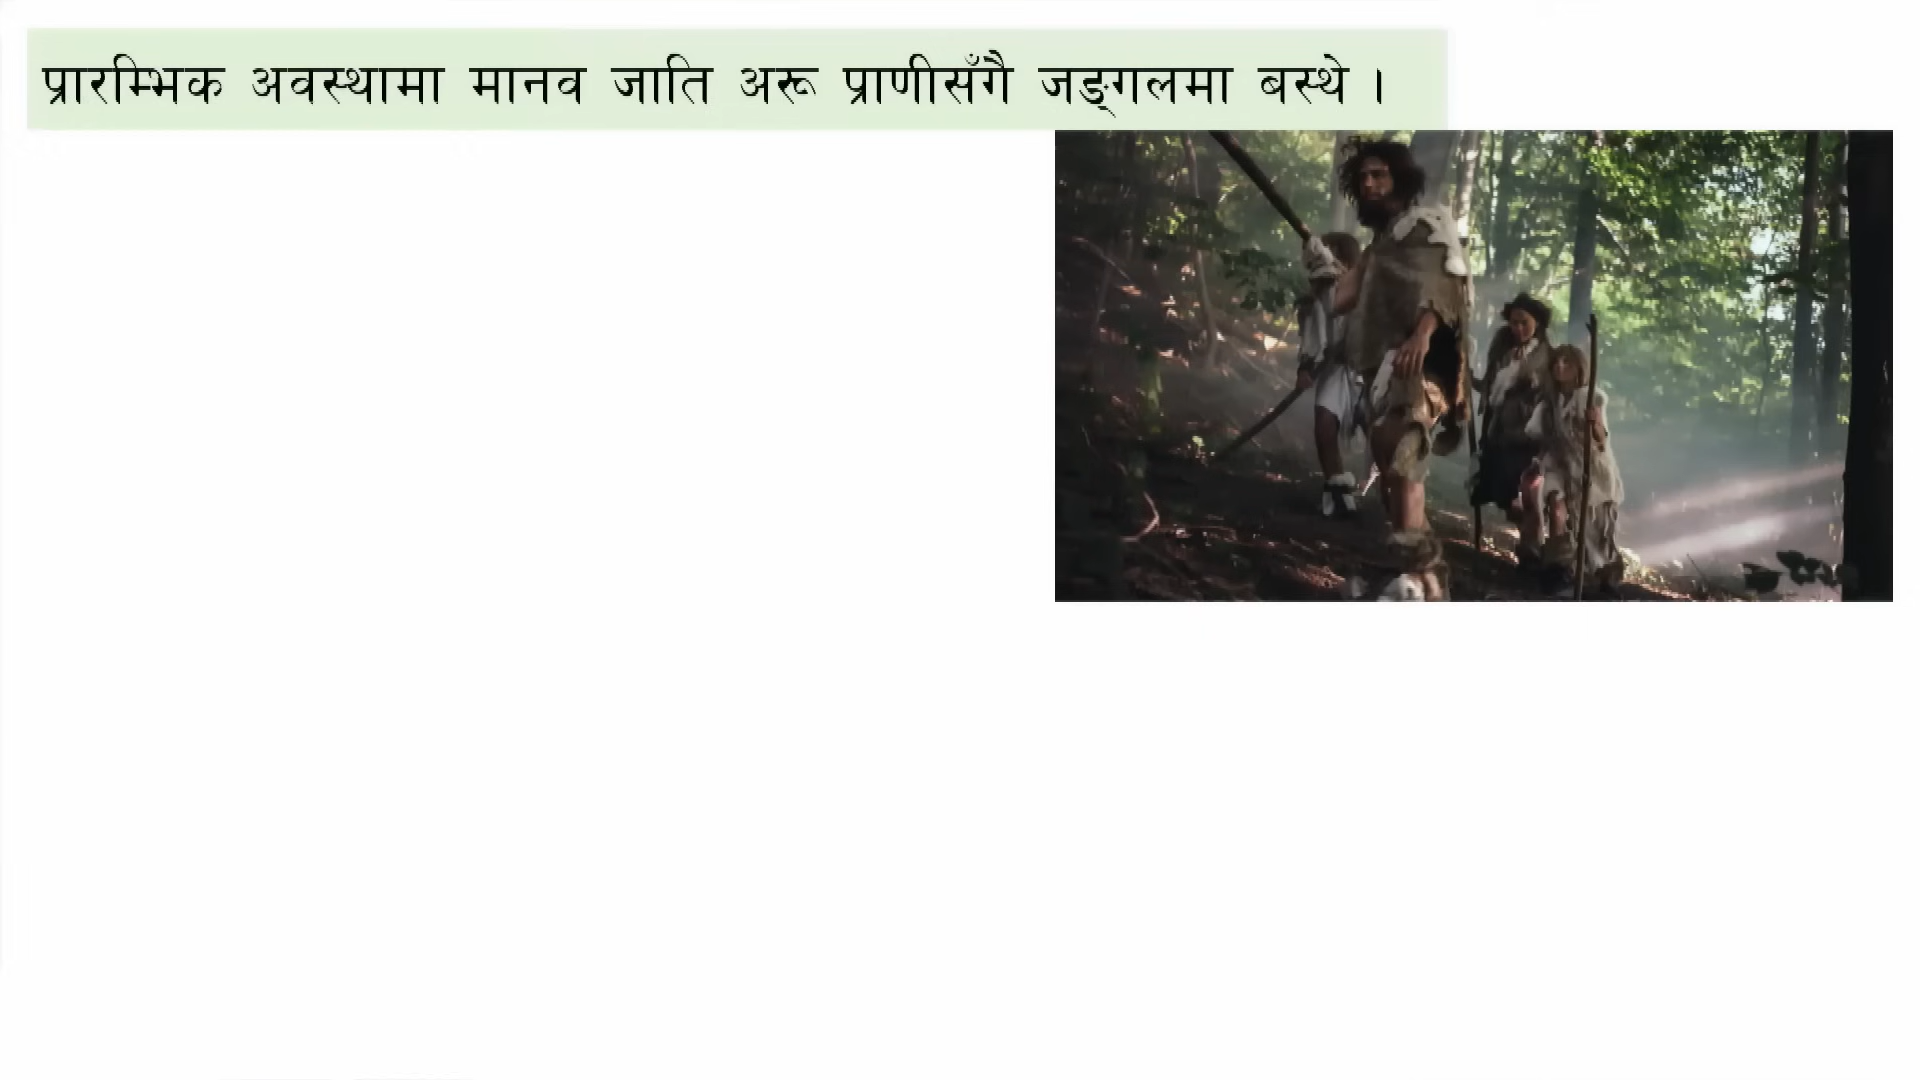 प्रारम्भिक अवस्थामा मानव जाति अरू प्राणीसँगै जङ्गलमा बस्थे ।